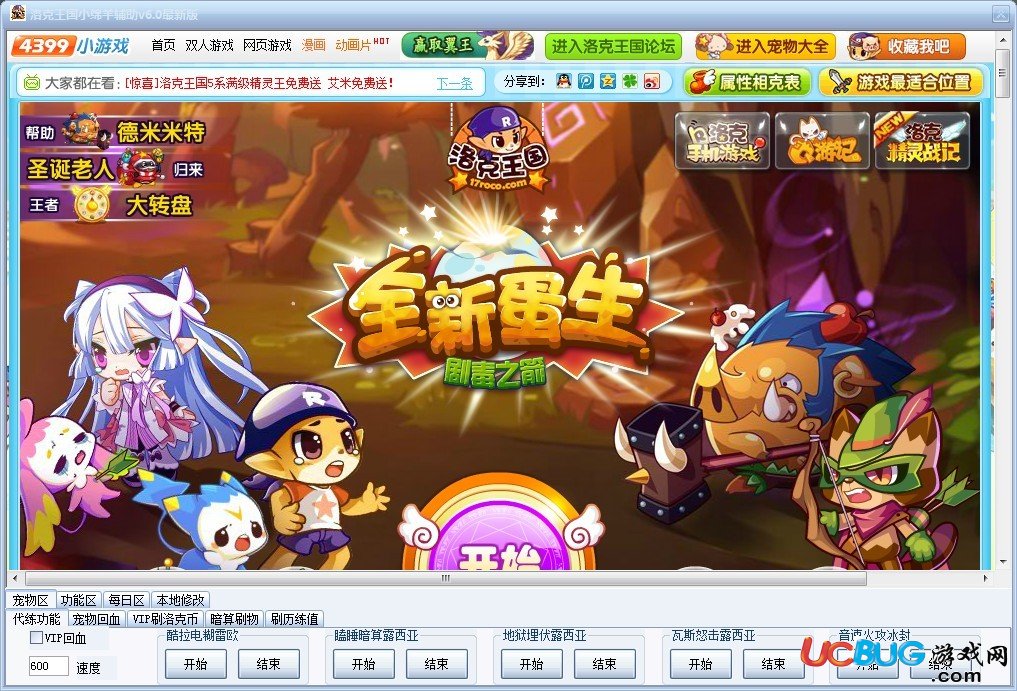 洛克王国小绵羊辅助v6.0最新版
4399小游戏 首页 双人游戏 网页游戏 漫画 动画片HOT 赢取翼王 进入洛克王国论坛 进入宠物大全 收藏我吧
大家都在看：[惊喜]洛克王国5系满级精灵王免费送 艾米免费送！ 下一条 分享到： 属性相克表 游戏最适合位置
帮助 德米米特
圣诞老人 归来
王者 大转盘
R
洛克王国
17roco.com
洛克手机游戏
游记
NEW 洛克精灵战记
全新蛋生
剧毒之箭
R
开始
宠物区 功能区 每日区 本地修改
代练功能 宠物回血 VIP刷洛克币 暗算刷物 刷历练值
VIP回血
600 速度
酷拉电糊雷欧 开始 结束
瞌睡暗算露西亚 开始 结束
地狱埋伏露西亚 开始 结束
瓦斯怒击露西亚 开始 结束
音速火攻冰封 开始 结束
UCBUG游戏网
.com